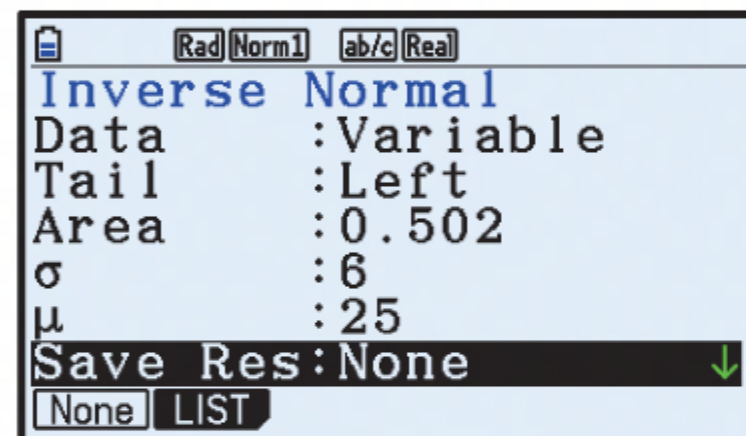 Rad Norm1 ab/c Real
Inverse Normal
Data :Variable
Tail :Left
Area :0.502
σ :6
μ :25
Save Res:None ↓
None LIST